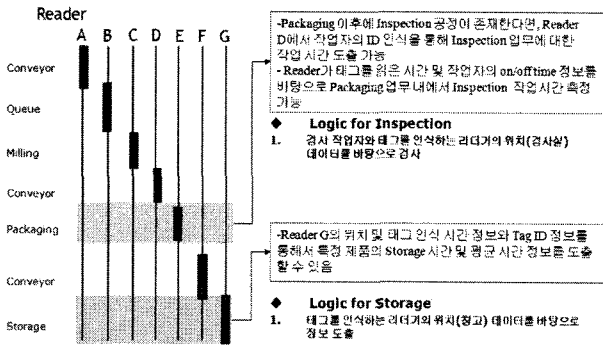 Reader
A B C D E F G
Conveyor
Queue
Milling
Conveyor
Packaging
Conveyor
Storage
-Packaging 이후에 Inspection 공정이 존재한다면, Reader
D에서 작업자의 ID 인식을 통해 Inspection 업무에 대한
작업 시간 도출 가능
- Reader가 태그를 읽은 시간 및 작업자의 on/off time 정보를
바탕으로 Packaging 업무 내에서 Inspection 작업시간 측정
가능
◆ Logic for Inspection
1. 검사 작업자와 태그를 인식하는 리더기의 위치(검사실)
데이터를 바탕으로 검사
-Reader G의 위치 및 태그 인식 시간 정보와 Tag ID 정보를
통해서 특정 제품의 Storage 시간 및 평균 시간 정보를 도출
할 수 있음
◆ Logic for Storage
1. 태그를 인식하는 리더기의 위치(창고) 데이터를 바탕으로
정보 도출